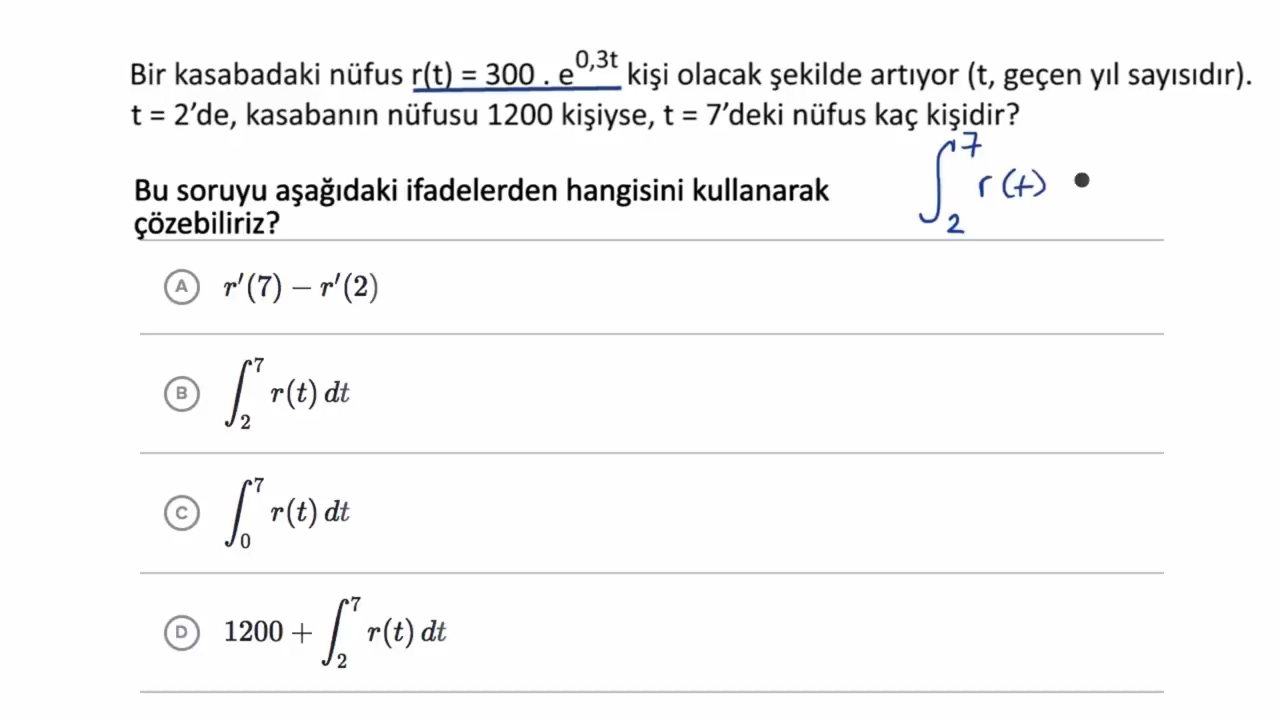 Bir kasabadaki nüfus r(t) = 300 . e^{0,3t} kişi olacak şekilde artıyor (t, geçen yıl sayısıdır).
t = 2'de, kasabanın nüfusu 1200 kişiyse, t = 7'deki nüfus kaç kişidir?
∫_2^7 r(t)
Bu soruyu aşağıdaki ifadelerden hangisini kullanarak
çözebiliriz?
A r′(7) − r′(2)
B ∫_2^7 r(t) dt
C ∫_0^7 r(t) dt
D 1200 + ∫_2^7 r(t) dt